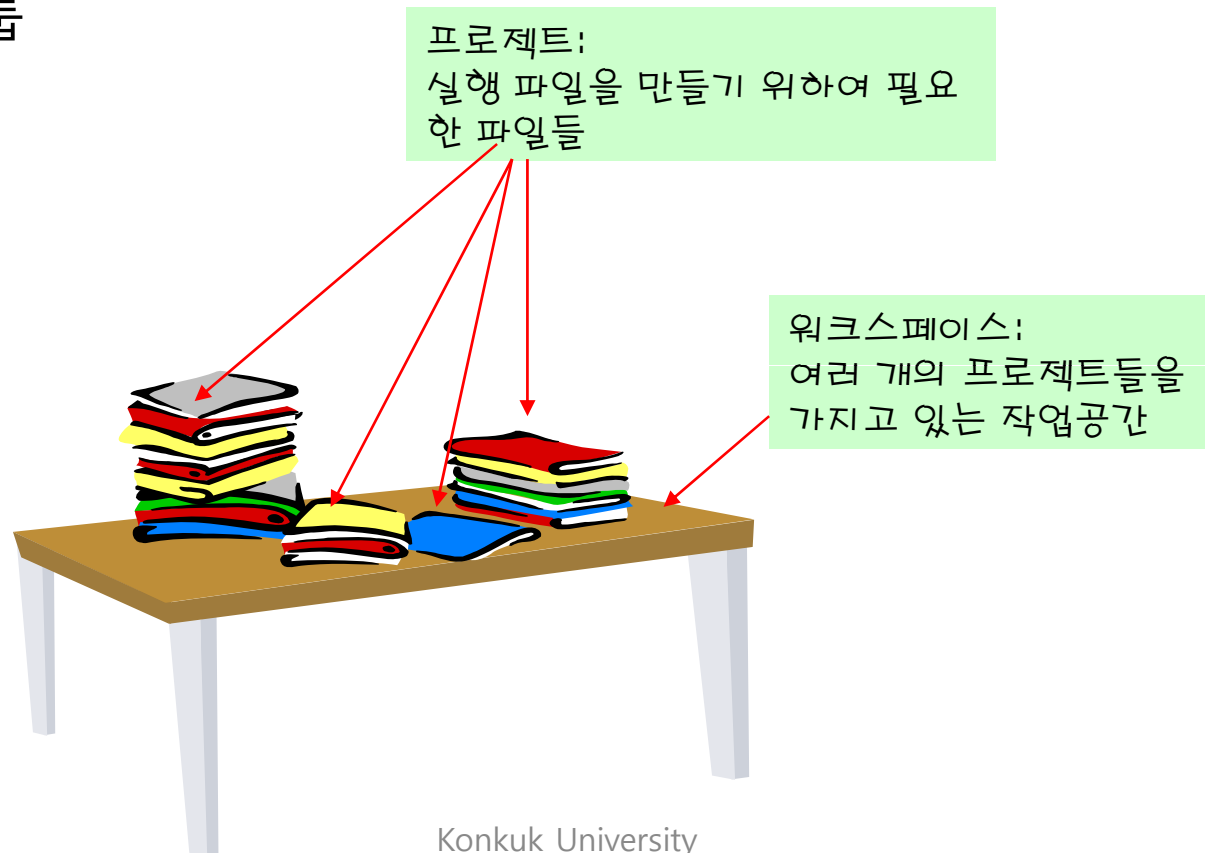 프로젝트:
실행 파일을 만들기 위하여 필요
한 파일들
워크스페이스:
여러 개의 프로젝트들을
가지고 있는 작업공간
Konkuk University